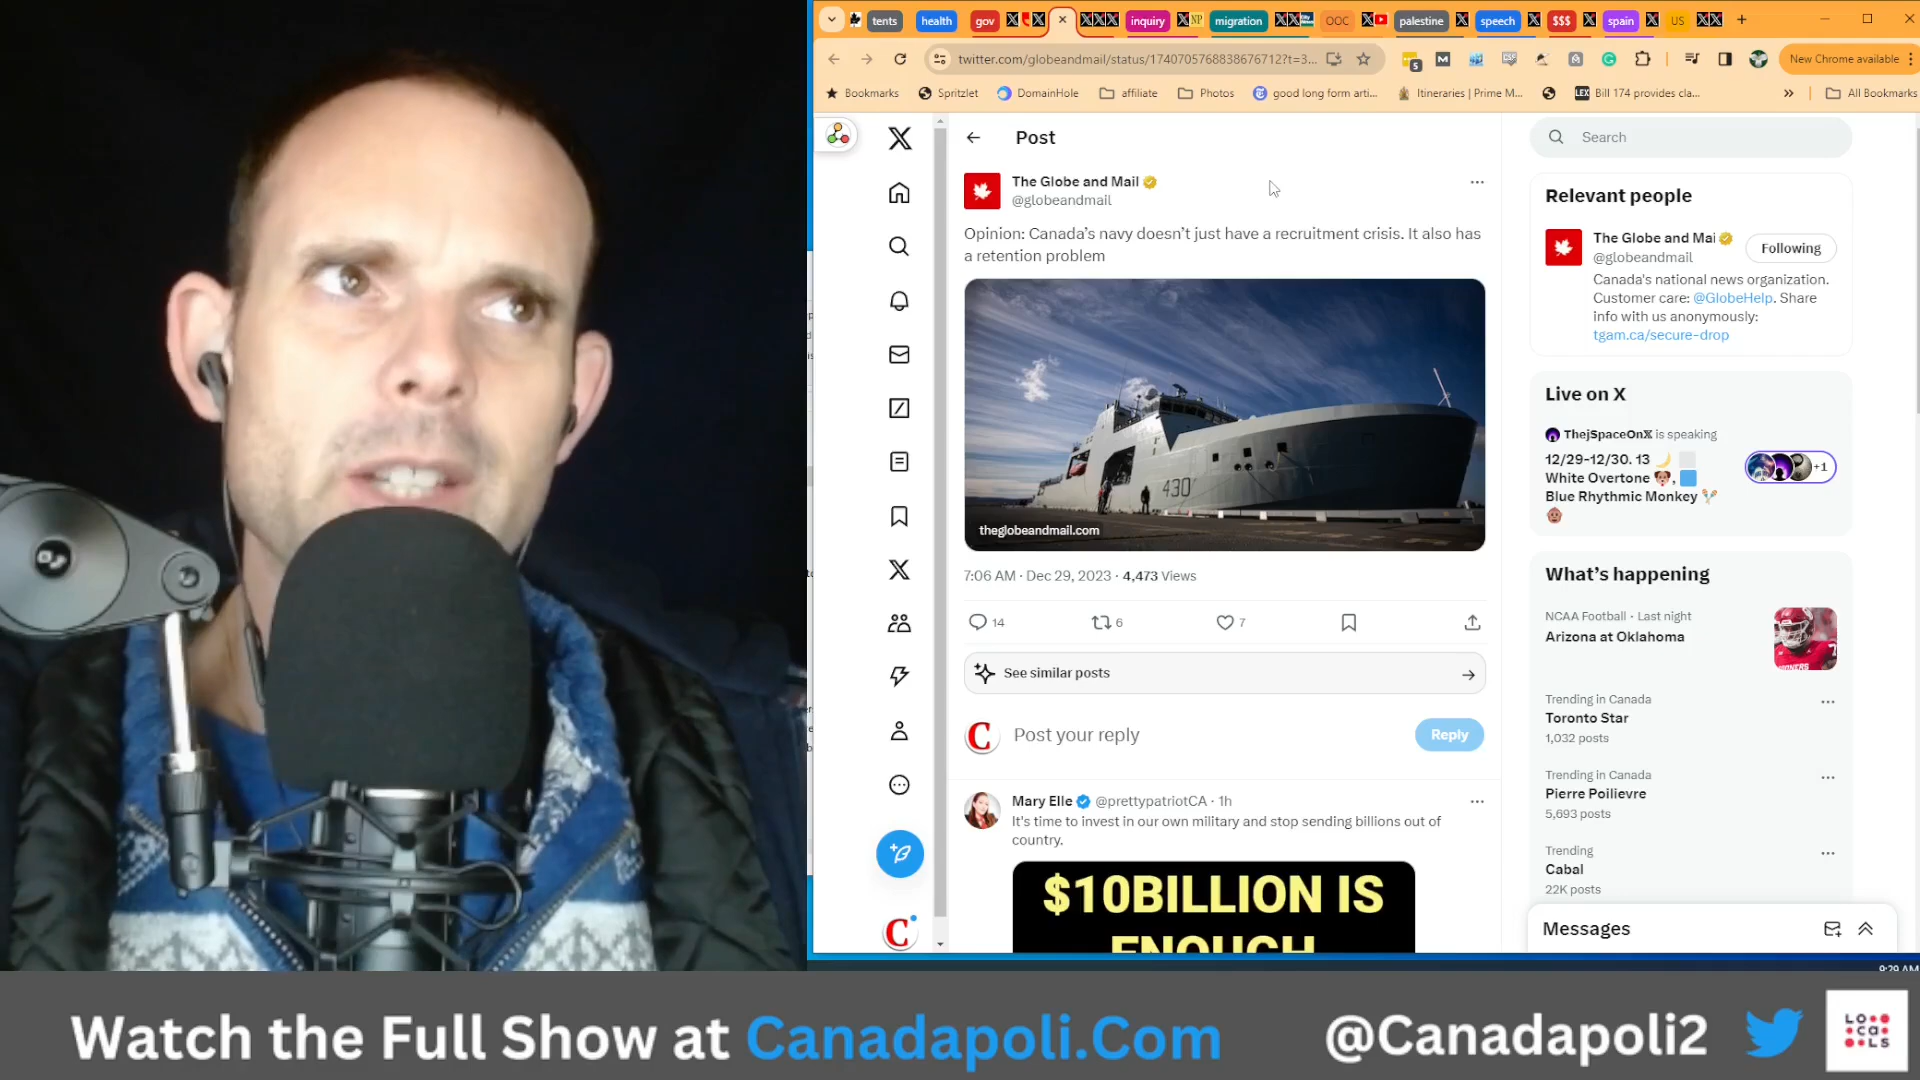 tents
health
gov
inquiry
NP
migration
OOC
palestine
speech
$$$
spain
US
twitter.com/globeandmail/status/1740705768838676712?t=3...
New Chrome available
Bookmarks
Spritzlet
DomainHole
affiliate
Photos
good long form arti...
Itineraries | Prime M...
LEX
Bill 174 provides cla...
»
All Bookmarks
Post
The Globe and Mail
@globeandmail
Opinion: Canada's navy doesn't just have a recruitment crisis. It also has
a retention problem
430
theglobeandmail.com
7:06 AM · Dec 29, 2023 · 4,473 Views
14
6
7
See similar posts
C
Post your reply
Reply
Mary Elle @prettypatriotCA · 1h
It's time to invest in our own military and stop sending billions out of
country.
$10BILLION IS
ENOUGH
C
Search
Relevant people
The Globe and Mai
@globeandmail
Following
Canada's national news organization.
Customer care: @GlobeHelp. Share
info with us anonymously:
tgam.ca/secure-drop
Live on X
ThejSpaceOnX is speaking
12/29-12/30. 13
White Overtone
Blue Rhythmic Monkey
+1
What's happening
NCAA Football · Last night
Arizona at Oklahoma
Trending in Canada
Toronto Star
1,032 posts
Trending in Canada
Pierre Poilievre
5,693 posts
Trending
Cabal
22K posts
Messages
9:29 AM
Watch the Full Show at Canadapoli.Com
@Canadapoli2
LO
ca
LS